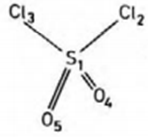 Cl₃ Cl₂
S₁
O₄
O₅